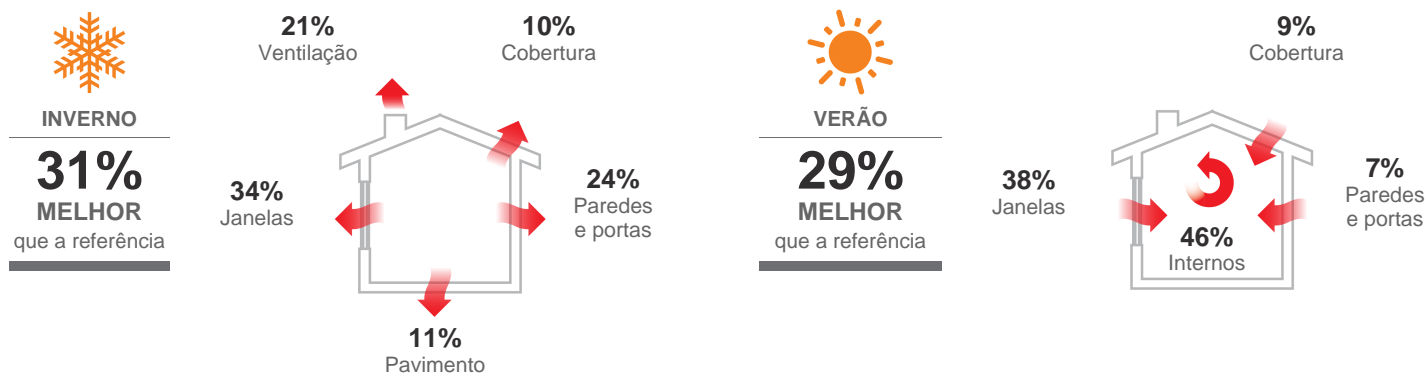 INVERNO
31%
MELHOR
que a referência
21%
Ventilação
10%
Cobertura
34%
Janelas
24%
Paredes
e portas
11%
Pavimento
VERÃO
29%
MELHOR
que a referência
9%
Cobertura
38%
Janelas
7%
Paredes
e portas
46%
Internos